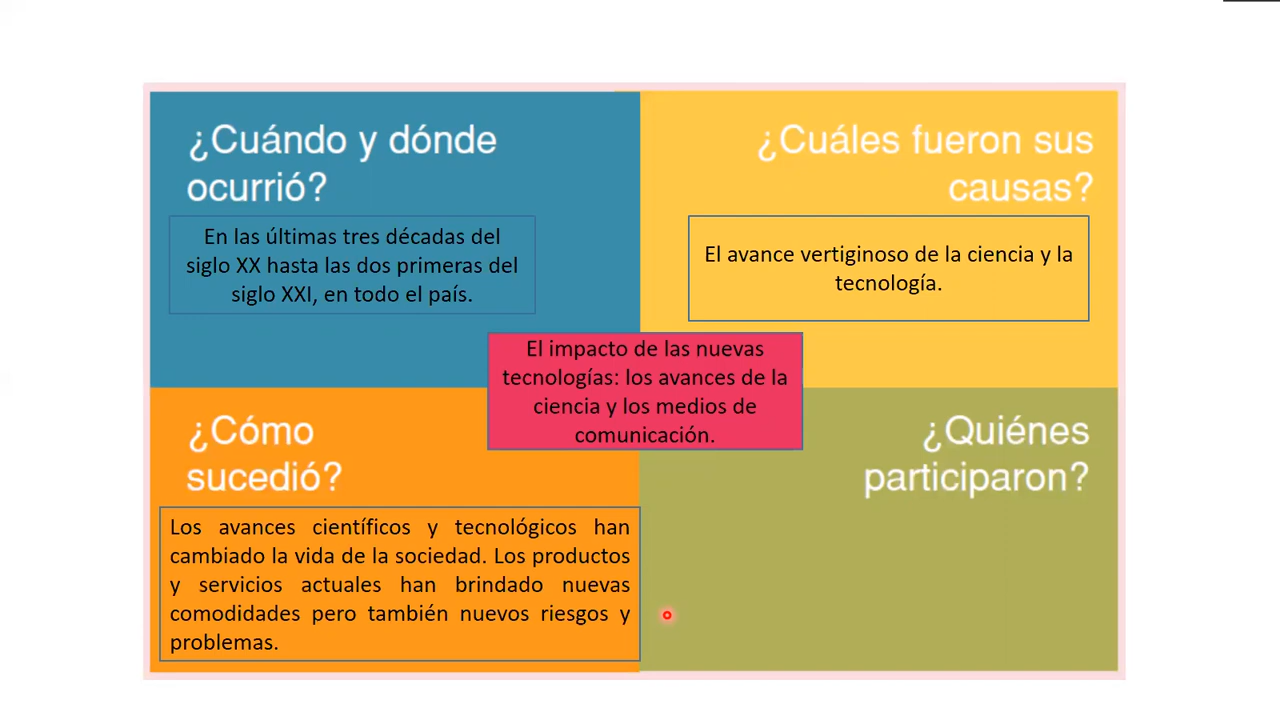 ¿Cuándo y dónde
ocurrió?
En las últimas tres décadas del
siglo XX hasta las dos primeras del
siglo XXI, en todo el país.
¿Cuáles fueron sus
causas?
El avance vertiginoso de la ciencia y la
tecnología.
El impacto de las nuevas
tecnologías: los avances de la
ciencia y los medios de
comunicación.
¿Cómo
sucedió?
Los avances científicos y tecnológicos han
cambiado la vida de la sociedad. Los productos
y servicios actuales han brindado nuevas
comodidades pero también nuevos riesgos y
problemas.
¿Quiénes
participaron?